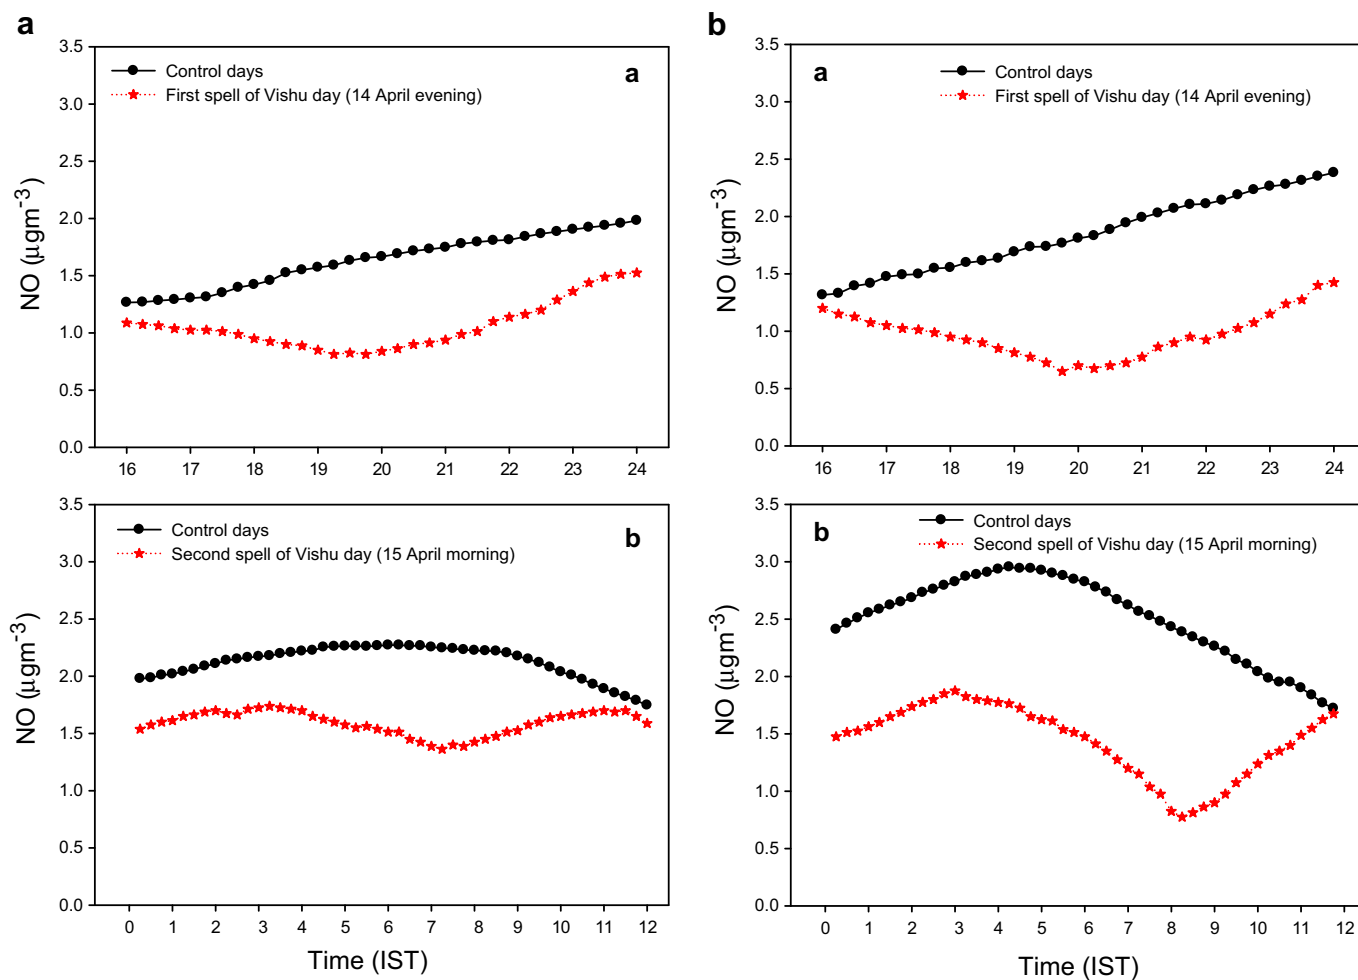 a
3.5
3.0
2.5
2.0
1.5
1.0
0.5
0.0
NO (µgm-3)
Control days
First spell of Vishu day (14 April evening)
a
16 17 18 19 20 21 22 23 24
3.5
3.0
2.5
2.0
1.5
1.0
0.5
0.0
NO (µgm-3)
Control days
Second spell of Vishu day (15 April morning)
b
0 1 2 3 4 5 6 7 8 9 10 11 12
Time (IST)
b
3.5
3.0
2.5
2.0
1.5
1.0
0.5
0.0
NO (µgm-3)
a
Control days
First spell of Vishu day (14 April evening)
16 17 18 19 20 21 22 23 24
3.5
3.0
2.5
2.0
1.5
1.0
0.5
0.0
NO (µgm-3)
b
Control days
Second spell of Vishu day (15 April morning)
0 1 2 3 4 5 6 7 8 9 10 11 12
Time (IST)